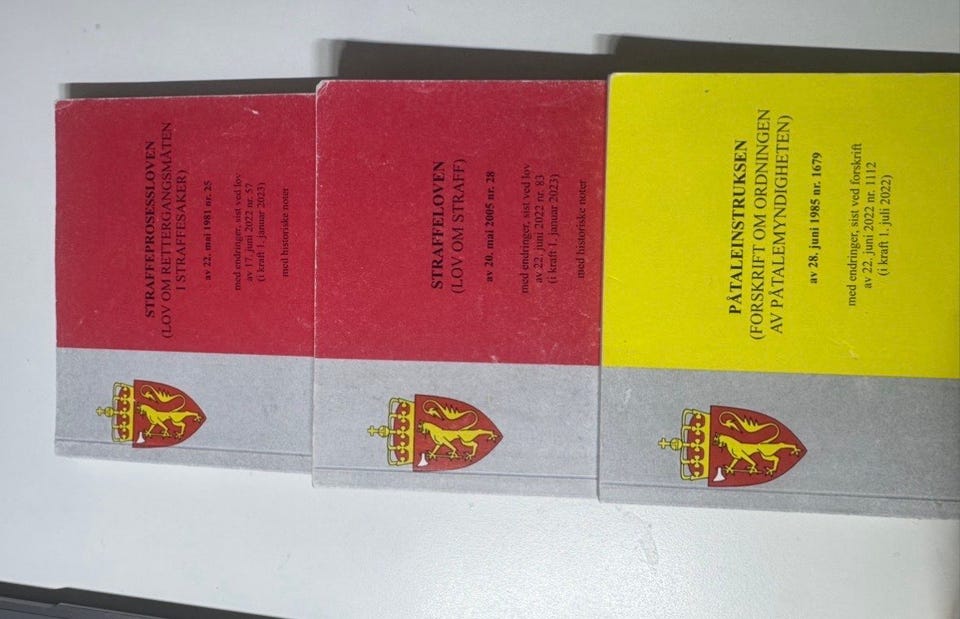 STRAFFEPROSESSLOVEN
(LOV OM RETTERGANGSMÅTEN
I STRAFFESAKER)
av 22. mai 1981 nr. 25
med endringer, sist ved lov
av 17. juni 2022 nr. 57
(i kraft 1. januar 2023)
med historiske noter
STRAFFELOVEN
(LOV OM STRAFF)
av 20. mai 2005 nr. 28
med endringer, sist ved lov
av 22. juni 2022 nr. 83
(i kraft 1. januar 2023)
med historiske noter
PÅTALEINSTRUKSEN
(FORSKRIFT OM ORDNINGEN
AV PÅTALEMYNDIGHETEN)
av 28. juni 1985 nr. 1679
med endringer, sist ved forskrift
av 22. juni 2022 nr. 1112
(i kraft 1. juli 2022)